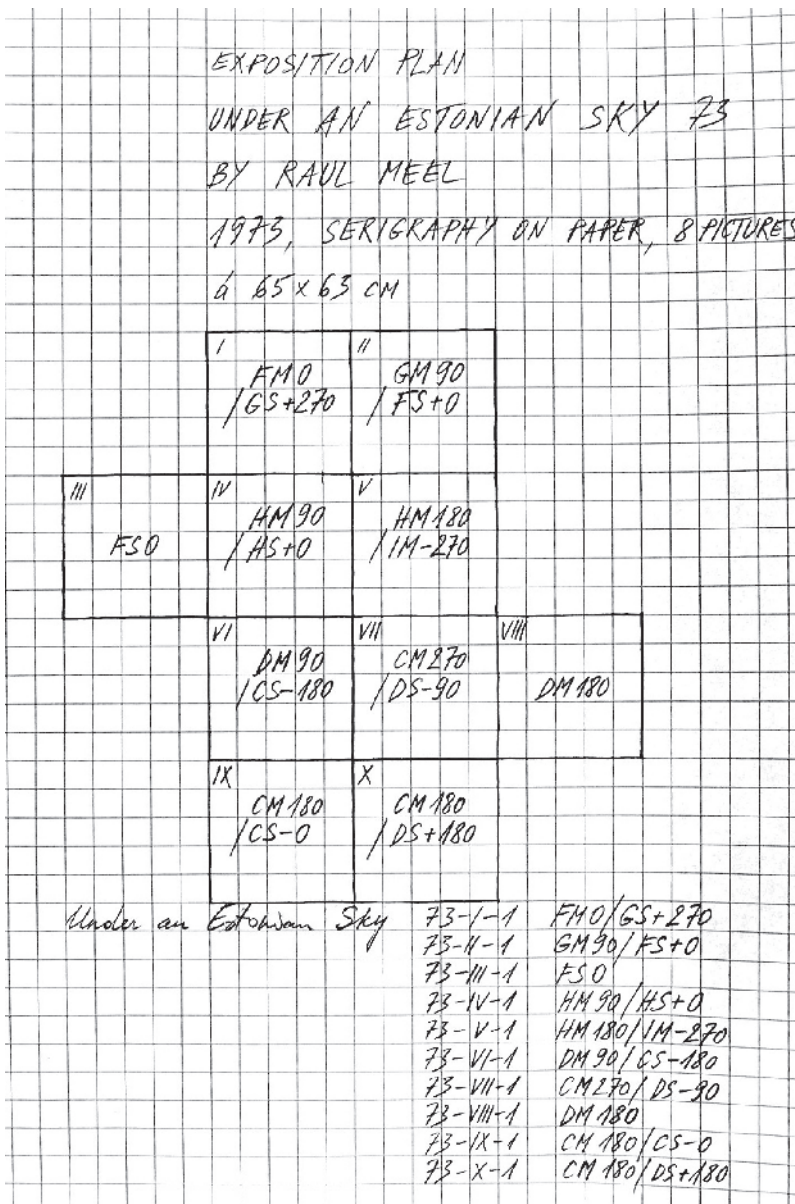 EXPOSITION PLAN
UNDER AN ESTONIAN SKY 73
BY RAUL MEEL
1973, SERIGRAPHY ON PAPER, 8 PICTURES
á 65 x 63 CM
I
FM0
/GS+270
II
GM90
/FS+0
III
FS0
IV
HM90
/HS+0
V
HM180
/IM-270
VI
DM90
/CS-180
VII
CM270
/DS-90
VIII
DM180
IX
CM180
/CS-0
X
CM180
/DS+180
Under an Estonian Sky 73-I-1 FM0/GS+270
73-II-1 GM90/FS+0
73-III-1 FS0
73-IV-1 HM90/HS+0
73-V-1 HM180/IM-270
73-VI-1 DM90/CS-180
73-VII-1 CM270/DS-90
73-VIII-1 DM180
73-IX-1 CM180/CS-0
73-X-1 CM180/DS+180